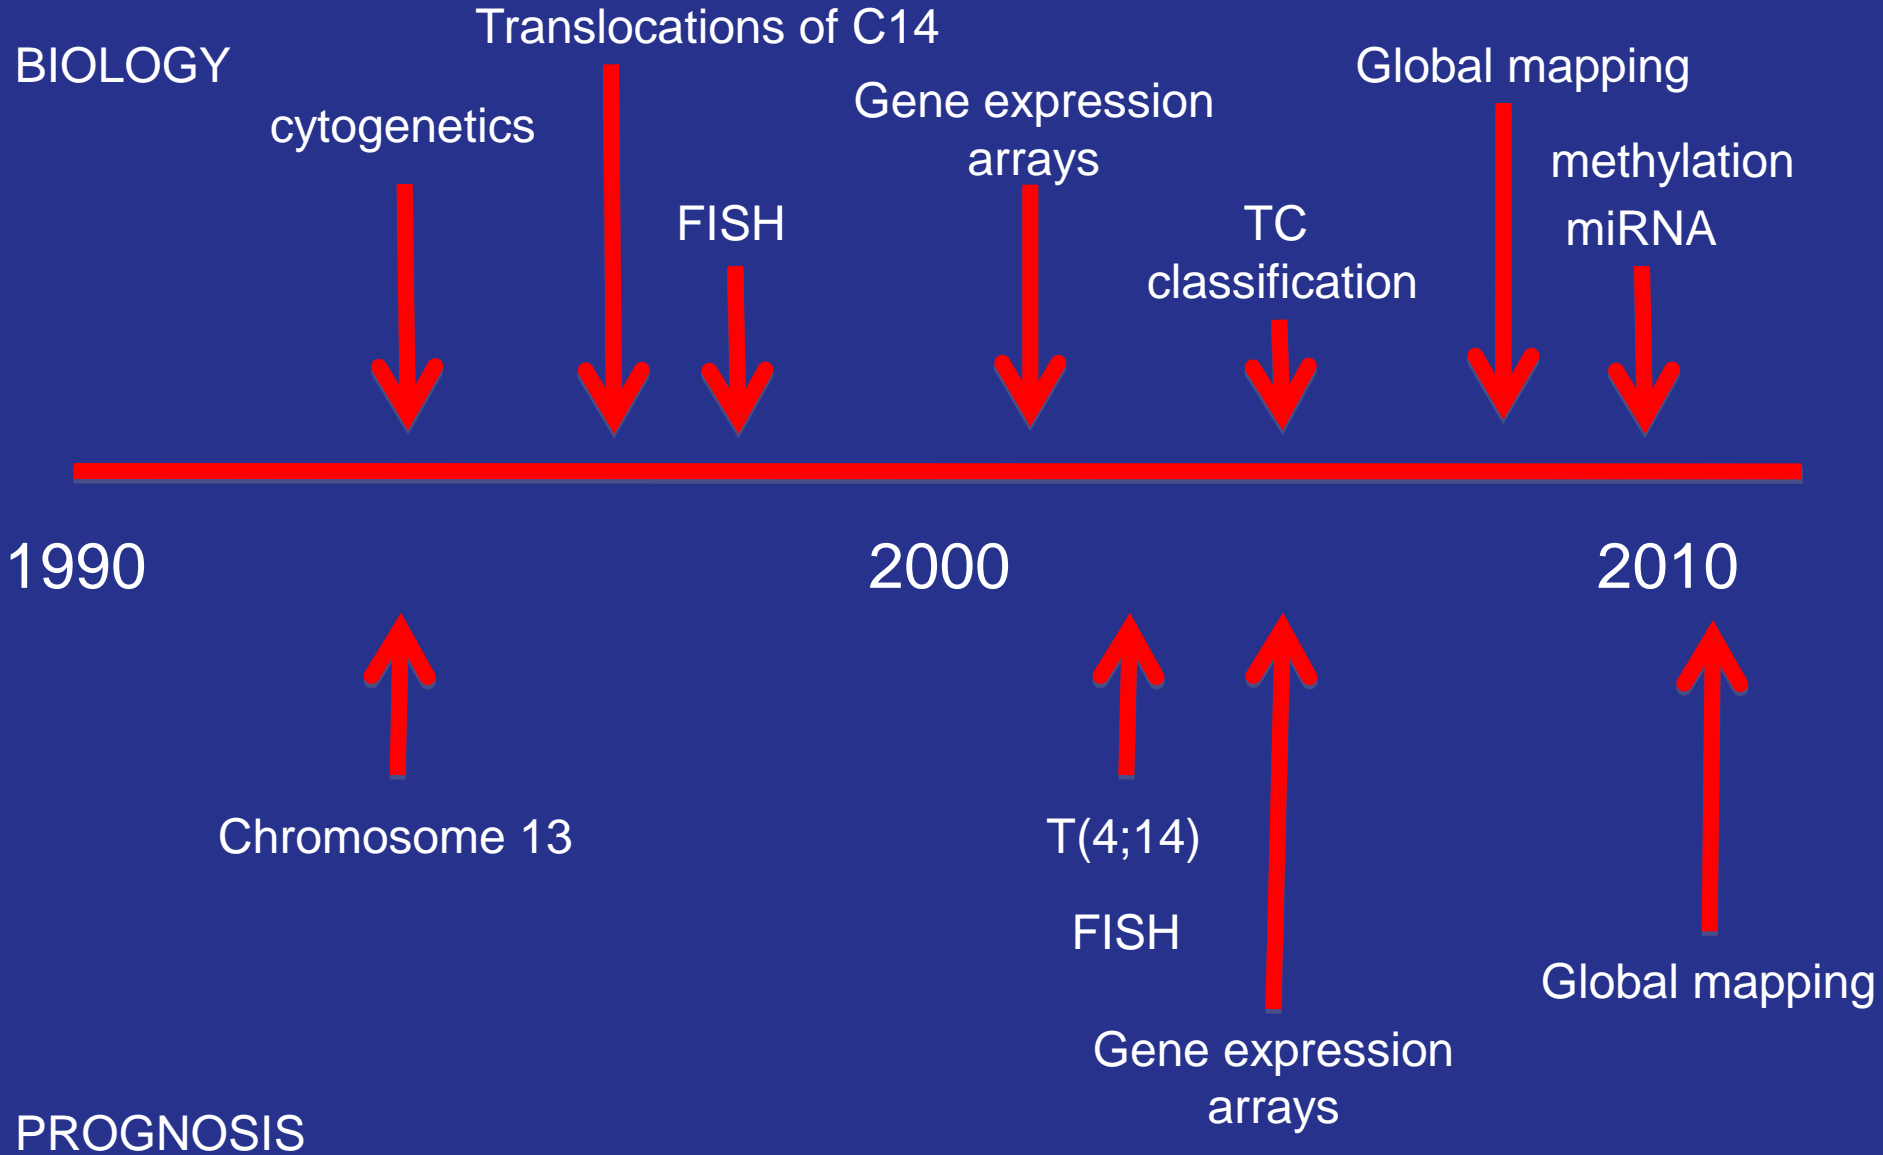 Translocations of C14
BIOLOGY
Global mapping
Gene expression
arrays
cytogenetics
methylation
miRNA
FISH
TC
classification
1990
2000
2010
Chromosome 13
T(4;14)
FISH
Global mapping
Gene expression
arrays
PROGNOSIS